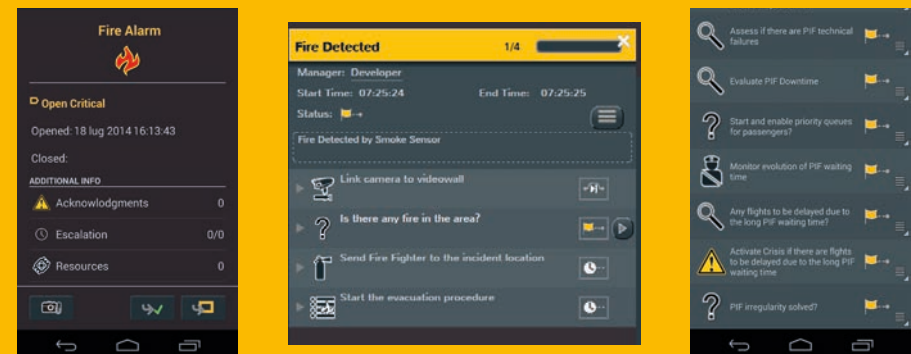 Fire Alarm
Open Critical
Opened: 18 lug 2014 16:13:43
Closed:
ADDITIONAL INFO
Acknowlodgments 0
Escalation 0/0
Resources 0
Fire Detected 1/4
Manager: Developer
Start Time: 07:25:24 End Time: 07:25:25
Status:
Fire Detected by Smoke Sensor
Link camera to videowall
Is there any fire in the area?
Send Fire Fighter to the incident location
Start the evacuation procedure
Assess if there are PIF technical
failures
Evaluate PIF Downtime
Start and enable priority queues
for passengers?
Monitor evolution of PIF waiting
time
Any flights to be delayed due to
the long PIF waiting time?
Activate Crisis if there are flghts
to be delayed due to the long PIF
waiting time
PIF irregularity solved?